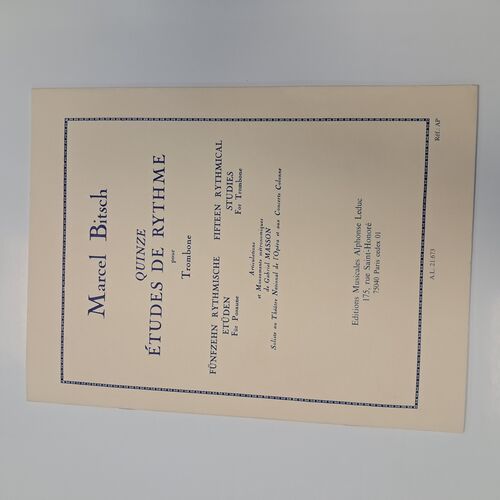 Marcel Bitsch
QUINZE
ÉTUDES DE RYTHME
pour
Trombone
FÜNFZEHN RYTHMISCHE
ETÜDEN
Für Posaune
FIFTEEN RYTHMICAL
STUDIES
For Trombone
Annotations
et Mouvements métronomiques
de Gabriel MASSON
Soliste au Théâtre National de l'Opéra et aux Concerts Colonne
Editions Musicales Alphonse Leduc
175, rue Saint-Honoré
75040 Paris cedex 01
A.L. 21.673
Réf.: AP